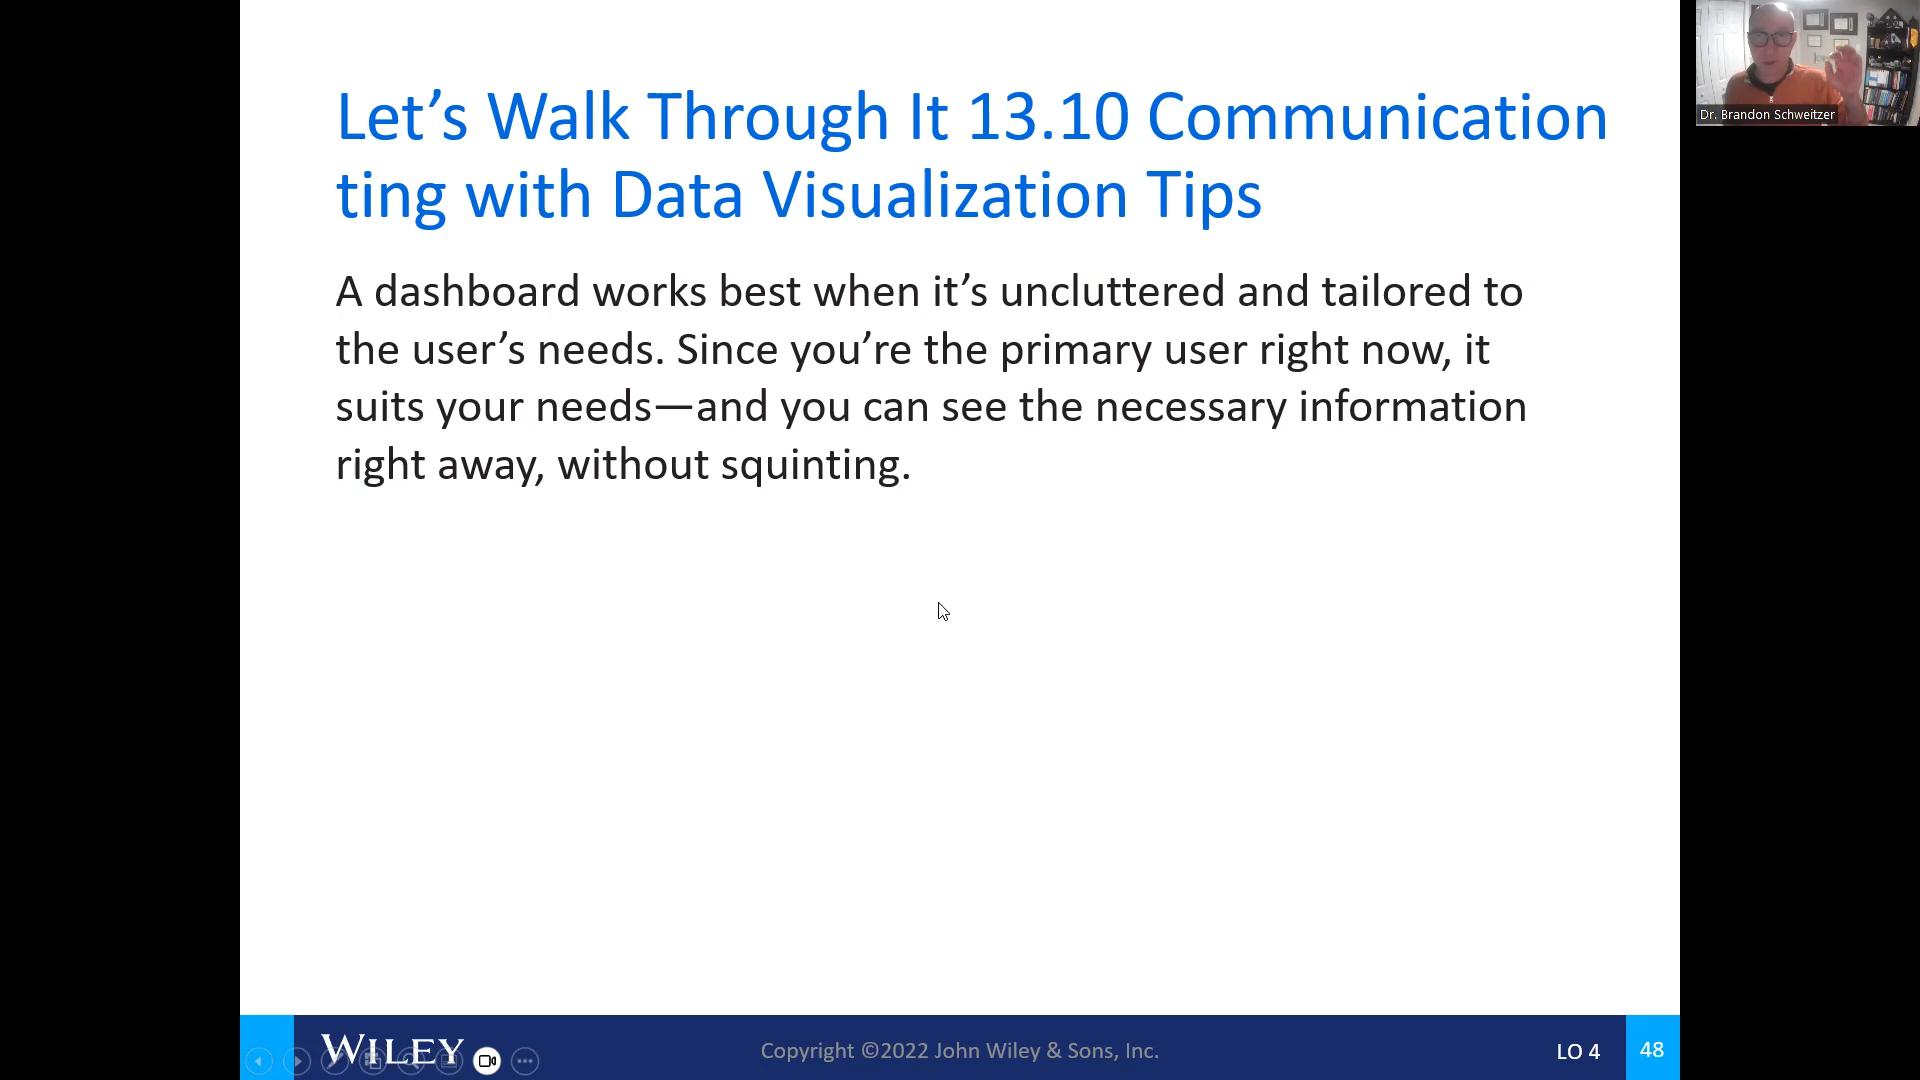 Let’s Walk Through It 13.10 Communication
ting with Data Visualization Tips
Dr. Brandon Schweitzer
A dashboard works best when it’s uncluttered and tailored to
the user’s needs. Since you’re the primary user right now, it
suits your needs—and you can see the necessary information
right away, without squinting.
WILEY
Copyright ©2022 John Wiley & Sons, Inc.
LO 4
48